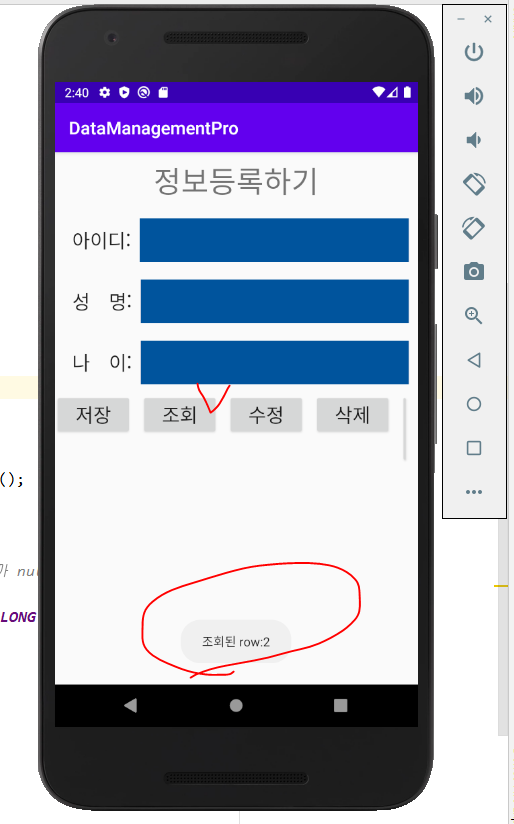 2:40
DataManagementPro
정보등록하기
아이디:
성 명:
나 이:
저장 조회 수정 삭제
();
nu
LONG
조회된 row:2